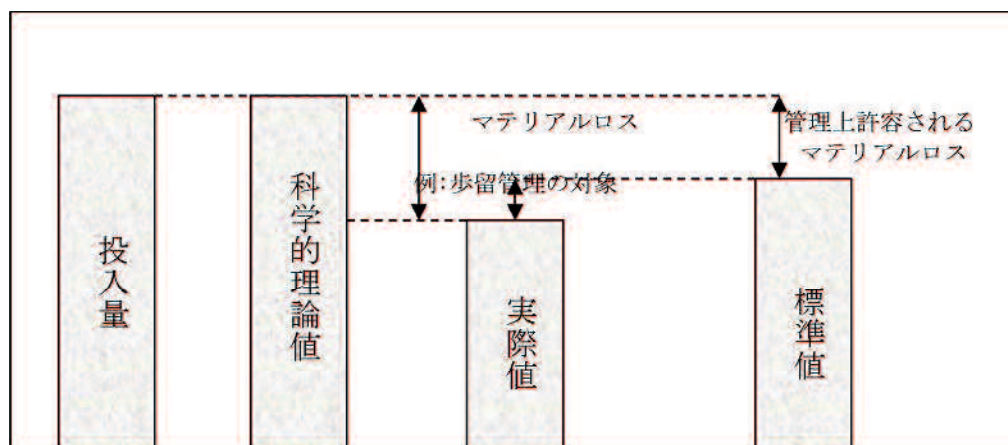 マテリアルロス
管理上許容される
マテリアルロス
例:歩留管理の対象
投入量
科学的理論値
実際値
標準値